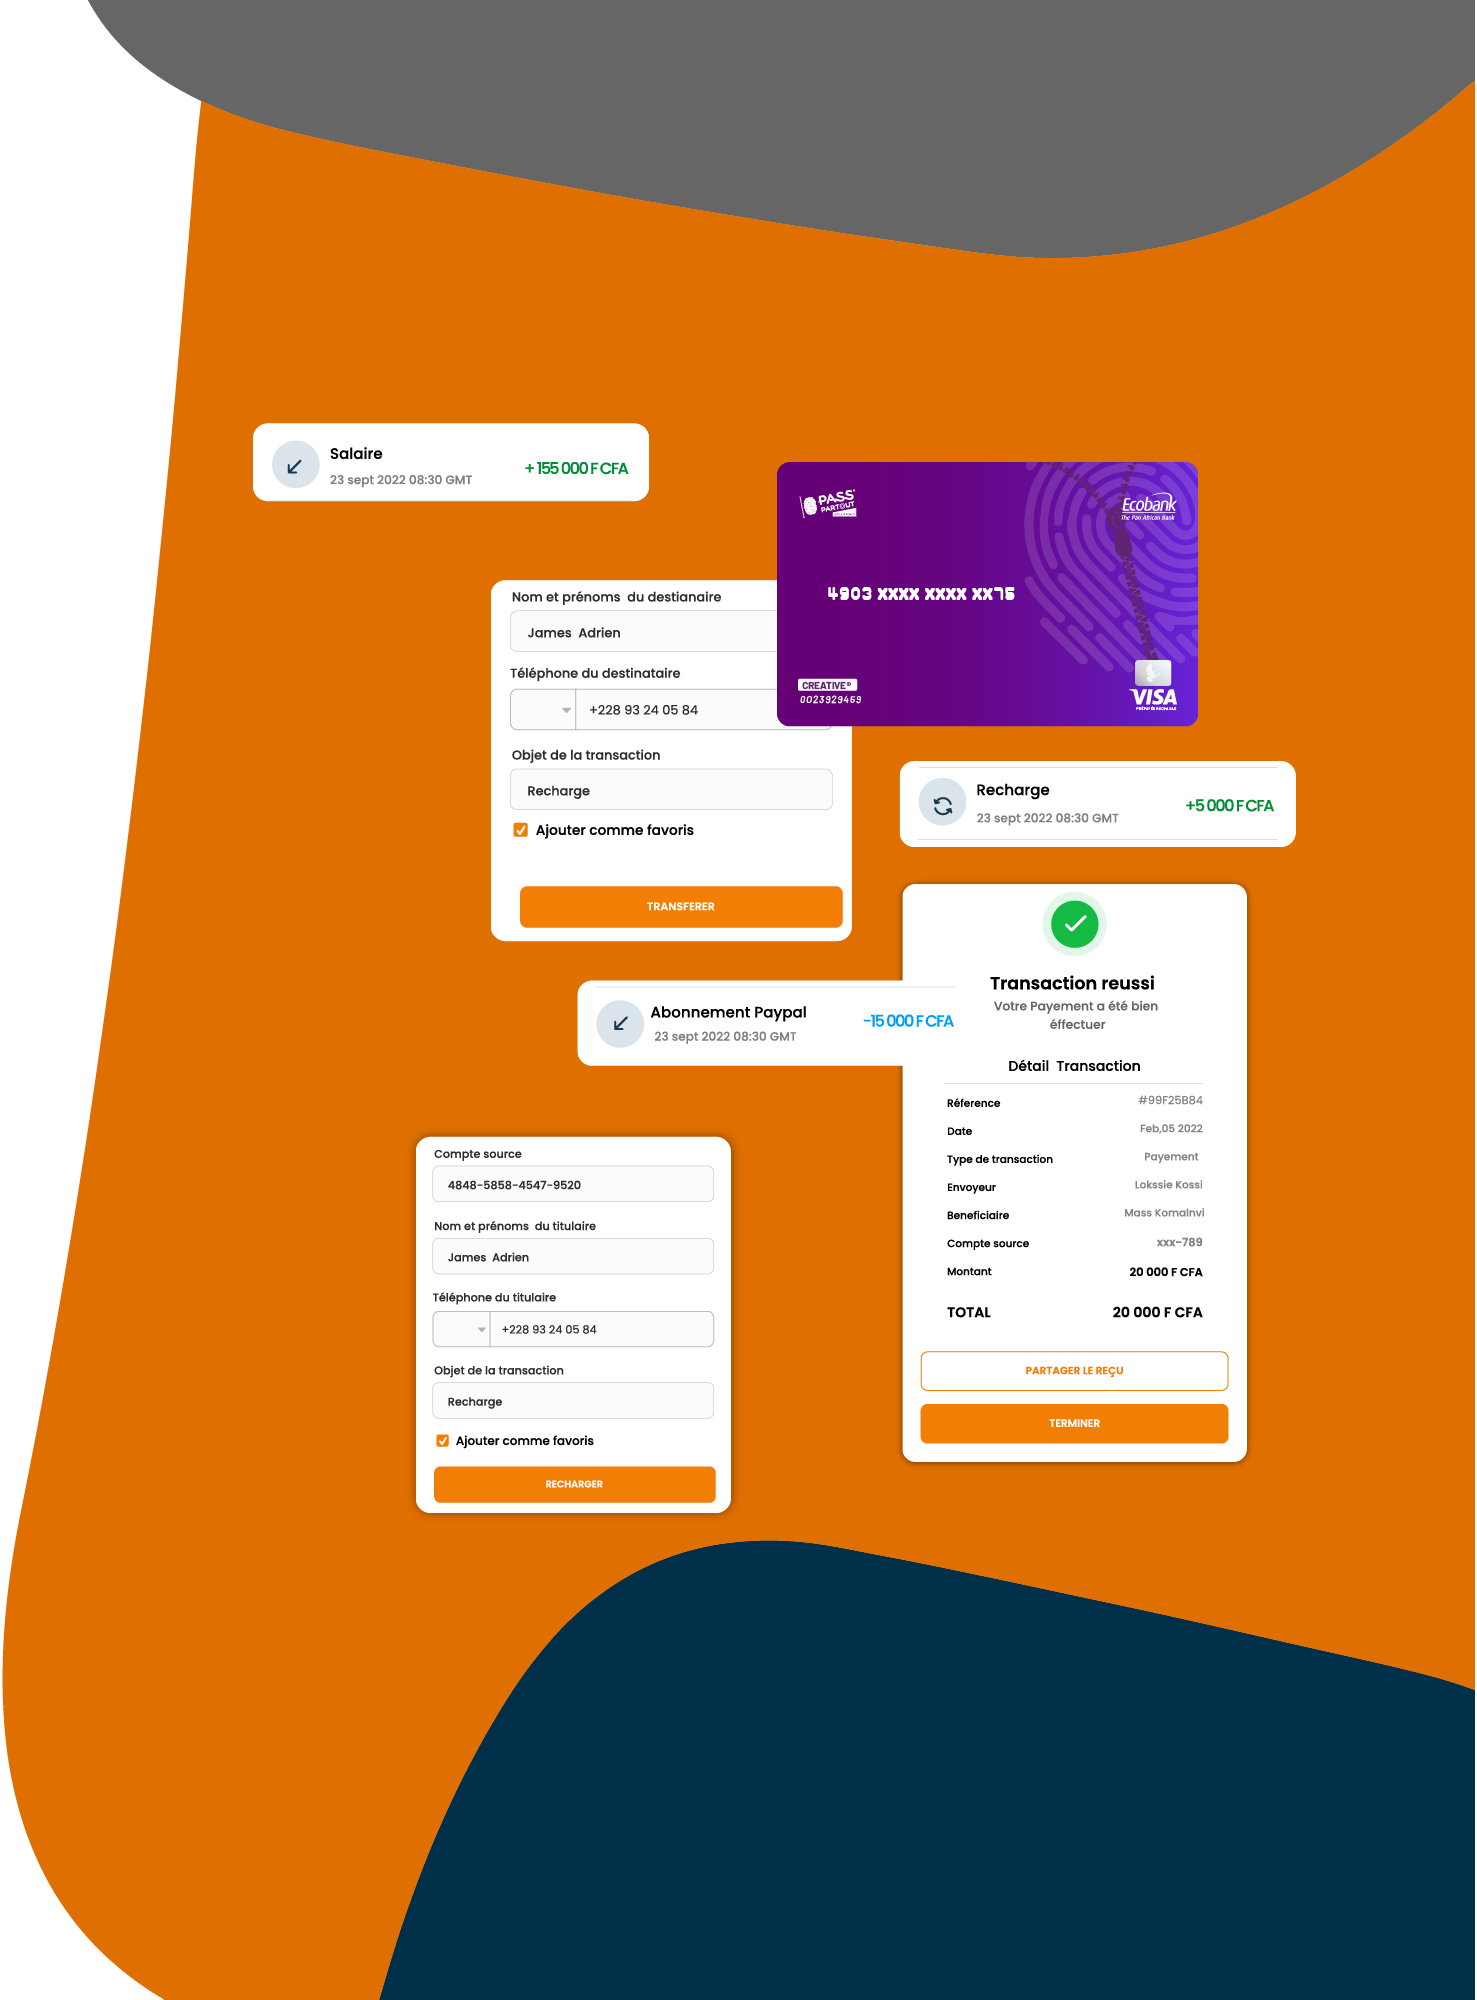 Salaire
23 sept 2022 08:30 GMT
+ 155 000 F CFA
PASS
PARTOUT
Ecobank
The Pan African Bank
4903 XXXX XXXX XX75
CREATIVE®
0023929469
VISA
Nom et prénoms du destianaire
James Adrien
Téléphone du destinataire
+228 93 24 05 84
Objet de la transaction
Recharge
Ajouter comme favoris
TRANSFERER
Recharge
23 sept 2022 08:30 GMT
+5 000 F CFA
Abonnement Paypal
23 sept 2022 08:30 GMT
-15 000 F CFA
Transaction reussi
Votre Payement a été bien
éffectuer
Détail Transaction
Réference #99F25B84
Date Feb,05 2022
Type de transaction Payement
Envoyeur Lokssie Kossi
Beneficiaire Mass Komalnvi
Compte source xxx-789
Montant 20 000 F CFA
TOTAL 20 000 F CFA
PARTAGER LE REÇU
TERMINER
Compte source
4848-5858-4547-9520
Nom et prénoms du titulaire
James Adrien
Téléphone du titulaire
+228 93 24 05 84
Objet de la transaction
Recharge
Ajouter comme favoris
RECHARGER